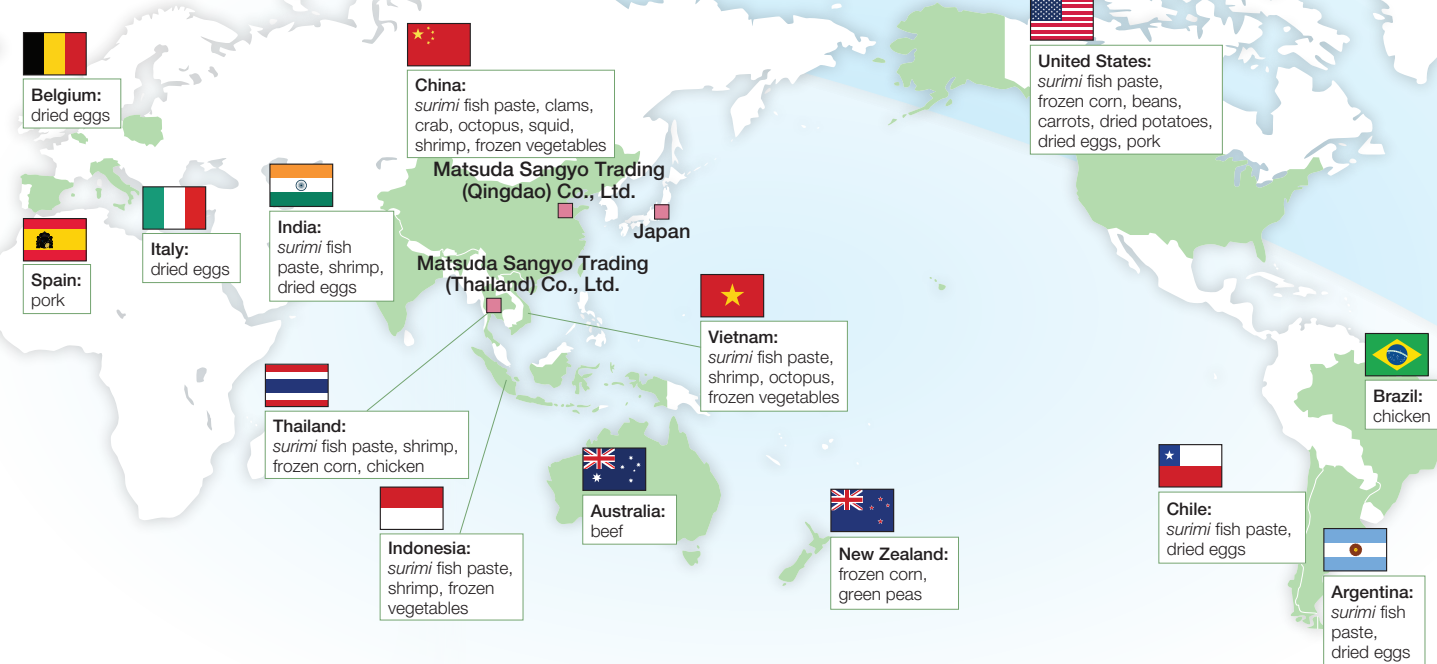 Belgium:
dried eggs
China:
surimi fish paste, clams,
crab, octopus, squid,
shrimp, frozen vegetables
United States:
surimi fish paste,
frozen corn, beans,
carrots, dried potatoes,
dried eggs, pork
Matsuda Sangyo Trading
(Qingdao) Co., Ltd.
Japan
India:
surimi fish
paste, shrimp,
dried eggs
Italy:
dried eggs
Spain:
pork
Matsuda Sangyo Trading
(Thailand) Co., Ltd.
Vietnam:
surimi fish paste,
shrimp, octopus,
frozen vegetables
Brazil:
chicken
Thailand:
surimi fish paste, shrimp,
frozen corn, chicken
Australia:
beef
Chile:
surimi fish paste,
dried eggs
Indonesia:
surimi fish paste,
shrimp, frozen
vegetables
New Zealand:
frozen corn,
green peas
Argentina:
surimi fish
paste,
dried eggs